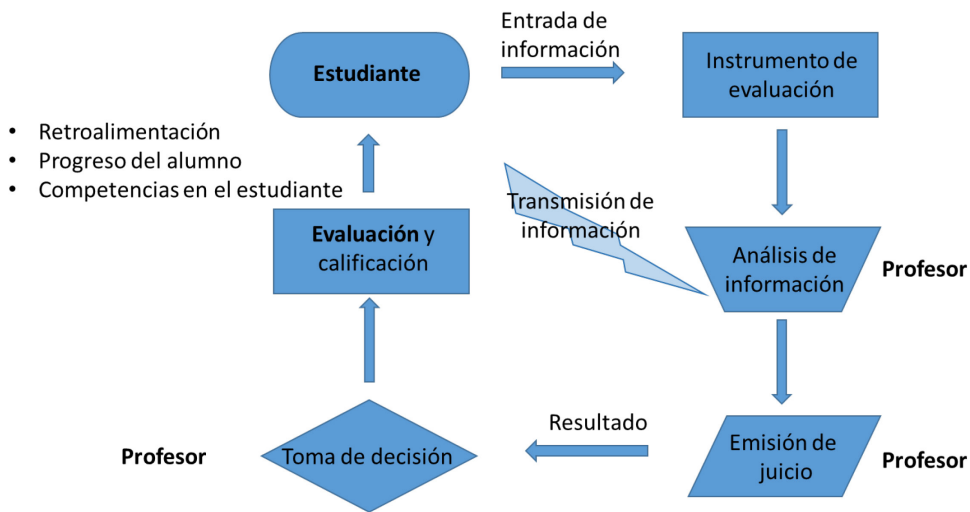 Entrada de
información
Estudiante
Instrumento de
evaluación
• Retroalimentación
• Progreso del alumno
• Competencias en el estudiante
Transmisión de
información
Evaluación y
calificación
Análisis de
información
Profesor
Resultado
Profesor
Toma de decisión
Emisión de
juicio
Profesor